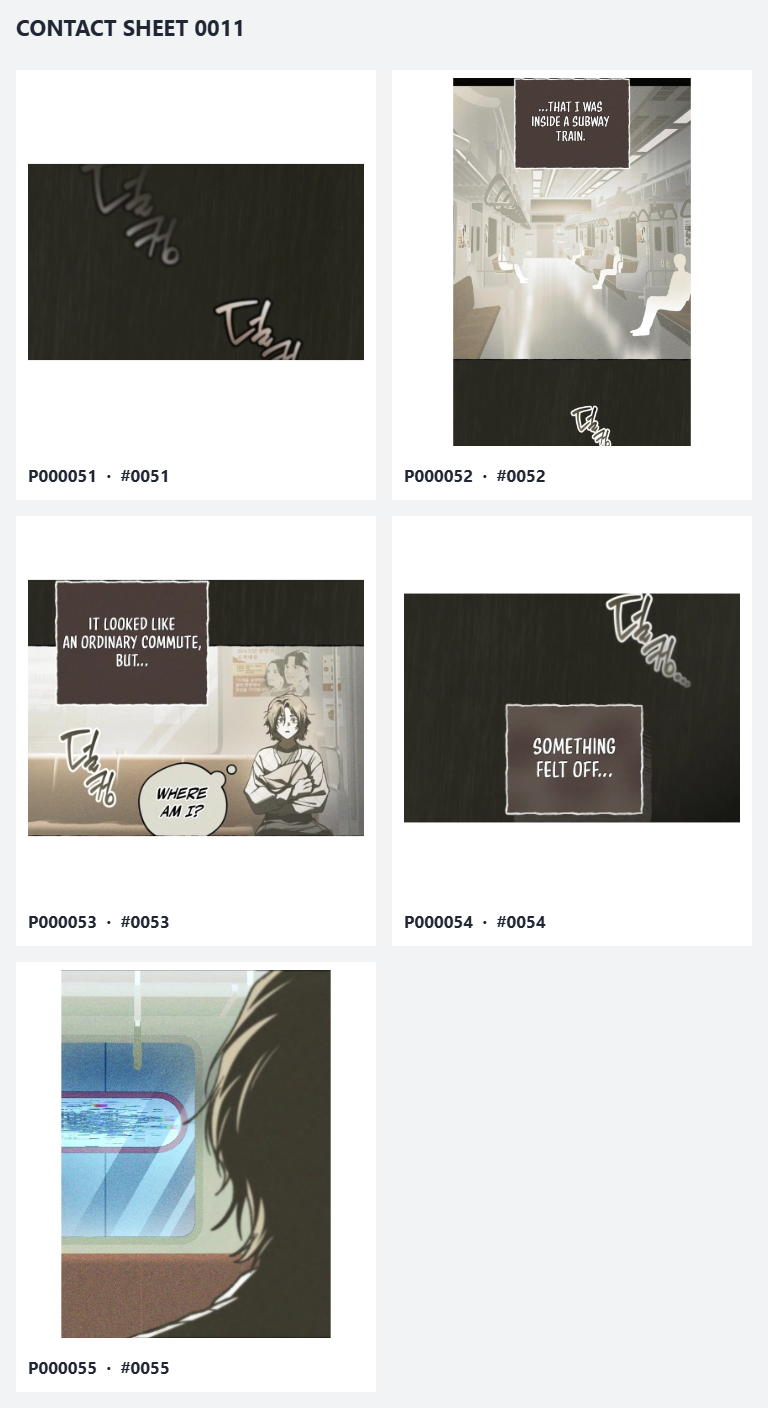 CONTACT SHEET 0011
덜컹
덜컹
P000051 · #0051
...THAT I WAS
INSIDE A SUBWAY
TRAIN.
덜컹
P000052 · #0052
IT LOOKED LIKE
AN ORDINARY COMMUTE,
BUT...
덜컹
WHERE
AM I?
P000053 · #0053
덜컹...
SOMETHING
FELT OFF...
P000054 · #0054
P000055 · #0055